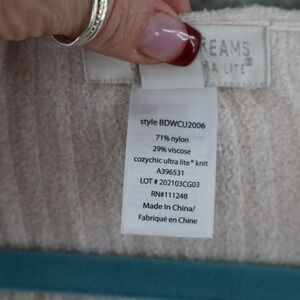 REAMS
RA LITE
style BDWCU2006
71% nylon
29% viscose
cozychic ultra lite® knit
A396531
LOT # 202103CG03
RN#111248
Made In China/
Fabriqué en Chine